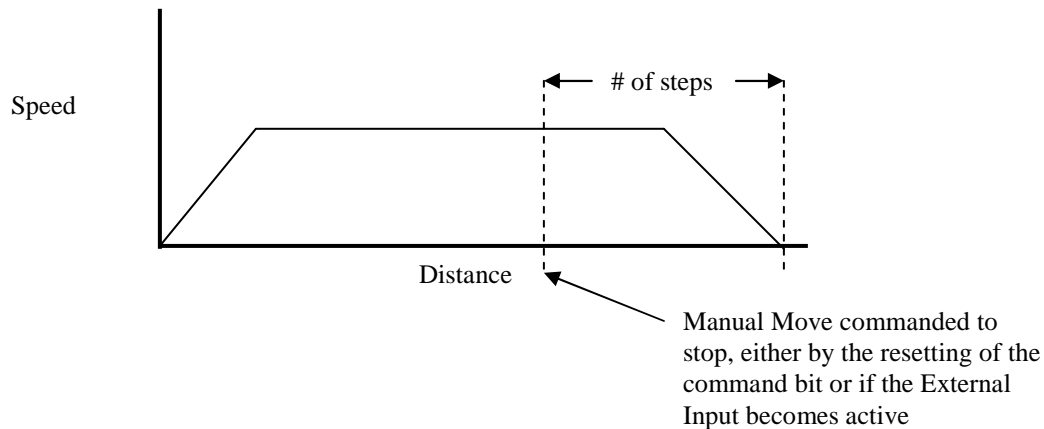 # of steps
Speed
Distance
Manual Move commanded to
stop, either by the resetting of the
command bit or if the External
Input becomes active